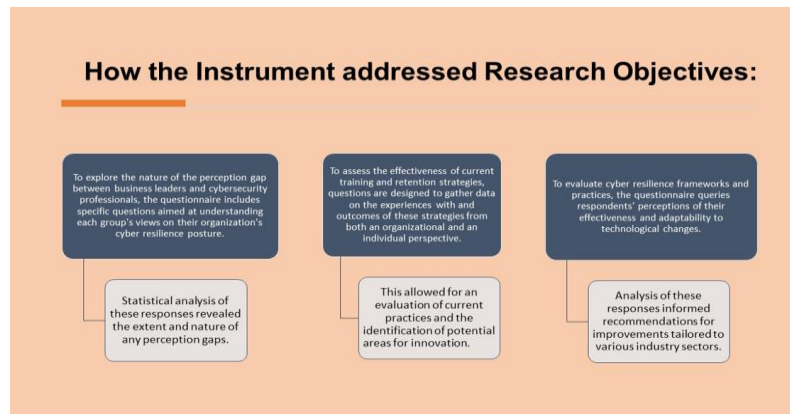 How the Instrument addressed Research Objectives:
To explore the nature of the perception gap
between business leaders and cybersecurity
professionals, the questionnaire includes
specific questions aimed at understanding
each group's views on their organization's
cyber resilience posture.
Statistical analysis of
these responses revealed
the extent and nature of
any perception gaps.
To assess the effectiveness of current
training and retention strategies,
questions are designed to gather data
on the experiences with and
outcomes of these strategies from
both an organizational and an
individual perspective.
This allowed for an
evaluation of current
practices and the
identification of potential
areas for innovation.
To evaluate cyber resilience frameworks and
practices, the questionnaire queries
respondents' perceptions of their
effectiveness and adaptability to
technological changes.
Analysis of these
responses informed
recommendations for
improvements tailored to
various industry sectors.